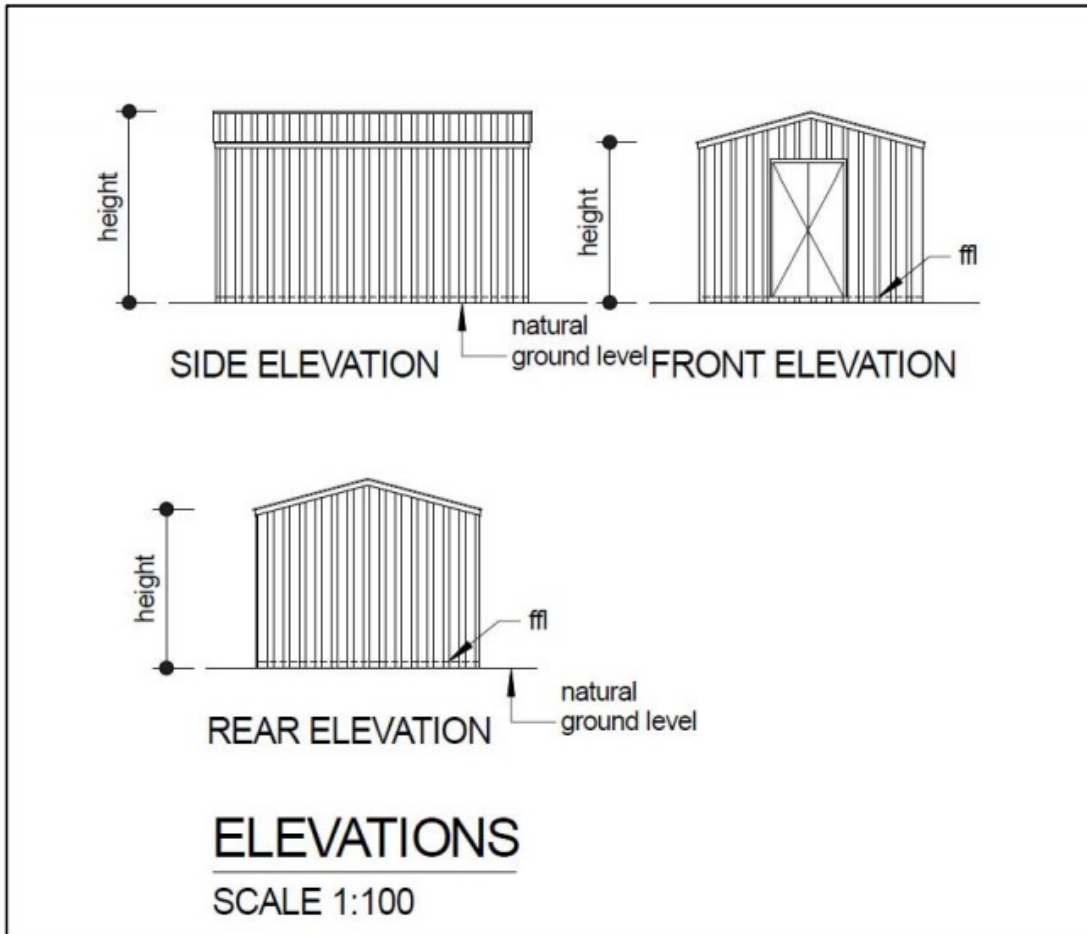 height
height
ffl
natural
ground level
SIDE ELEVATION
FRONT ELEVATION
height
ffl
natural
ground level
REAR ELEVATION
ELEVATIONS
SCALE 1:100